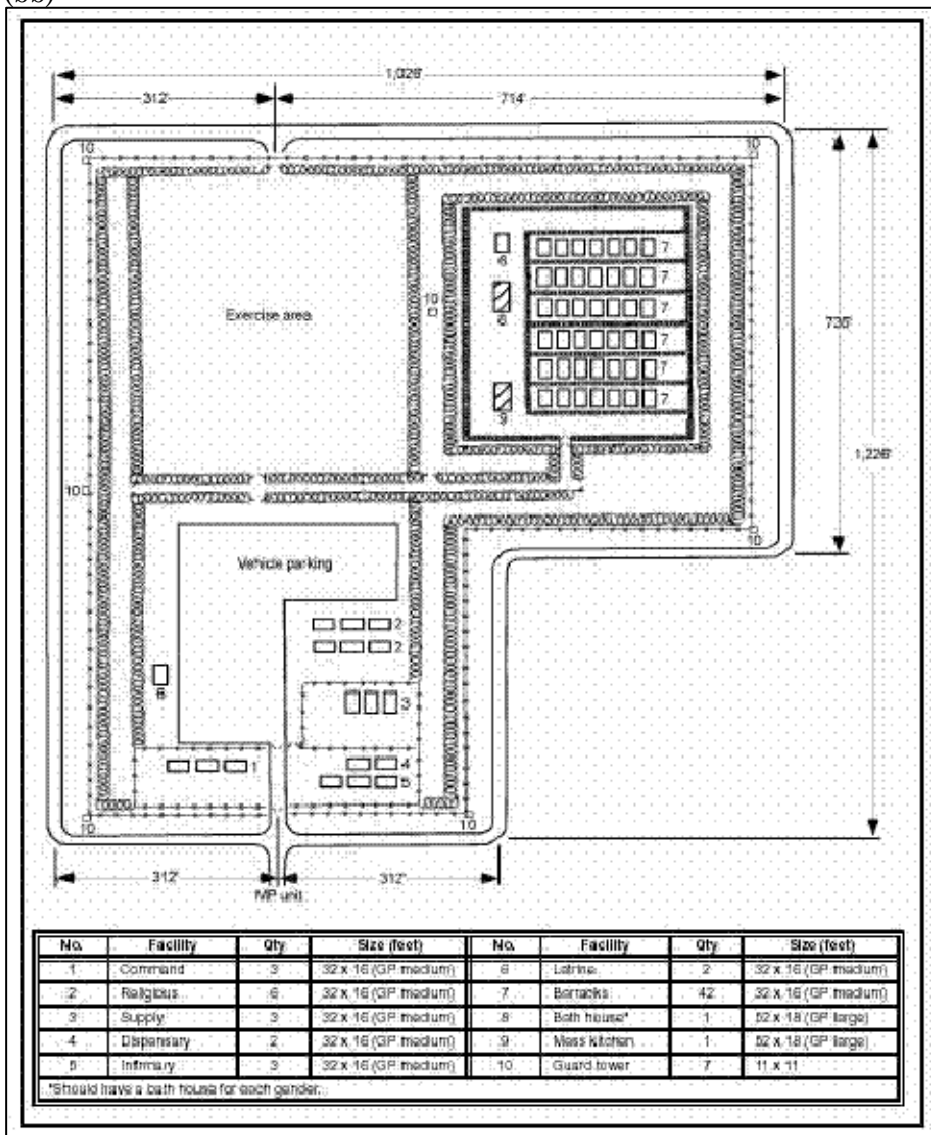 (bb)
1,026'
312'
714'
10
10
6
7
7
10
Exercise area
7
735'
8
7
7
7
9
1,226'
10
10
Vehicle parking
2
2
3
4
1
5
10
10
312'
312'
MP unit
No. Facility Qty Size (feet) No. Facility Qty Size (feet)
1 Command 3 32 x 16 (GP medium) 6 Latrine 2 32 x 16 (GP medium)
2 Religious 6 32 x 16 (GP medium) 7 Barracks 42 32 x 16 (GP medium)
3 Supply 3 32 x 16 (GP medium) 8 Bath house* 1 52 x 18 (GP large)
4 Dispensary 2 32 x 16 (GP medium) 9 Mess kitchen 1 52 x 18 (GP large)
5 Infirmary 3 32 x 16 (GP medium) 10 Guard tower 7 11 x 11
*Should have a bath house for each gender.